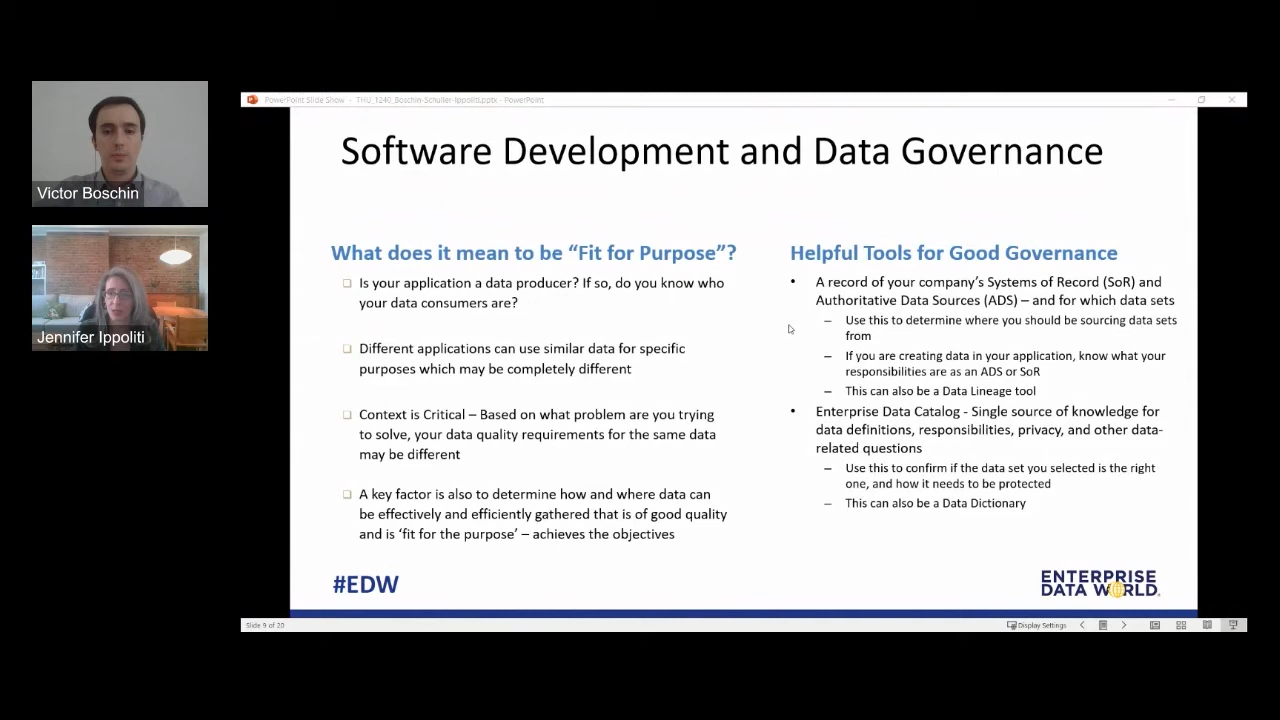 Victor Boschin
Jennifer Ippoliti
PowerPoint Slide Show - THU_1240_Boschin-Schuller-Ippoliti.pptx - PowerPoint
Software Development and Data Governance
What does it mean to be “Fit for Purpose”?
Is your application a data producer? If so, do you know who
your data consumers are?
Different applications can use similar data for specific
purposes which may be completely different
Context is Critical – Based on what problem are you trying
to solve, your data quality requirements for the same data
may be different
A key factor is also to determine how and where data can
be effectively and efficiently gathered that is of good quality
and is ‘fit for the purpose’ – achieves the objectives
Helpful Tools for Good Governance
• A record of your company’s Systems of Record (SoR) and
Authoritative Data Sources (ADS) – and for which data sets
– Use this to determine where you should be sourcing data sets
from
– If you are creating data in your application, know what your
responsibilities are as an ADS or SoR
– This can also be a Data Lineage tool
• Enterprise Data Catalog - Single source of knowledge for
data definitions, responsibilities, privacy, and other data-
related questions
– Use this to confirm if the data set you selected is the right
one, and how it needs to be protected
– This can also be a Data Dictionary
#EDW
ENTERPRISE
DATA WORLD
Slide 9 of 20
Display Settings